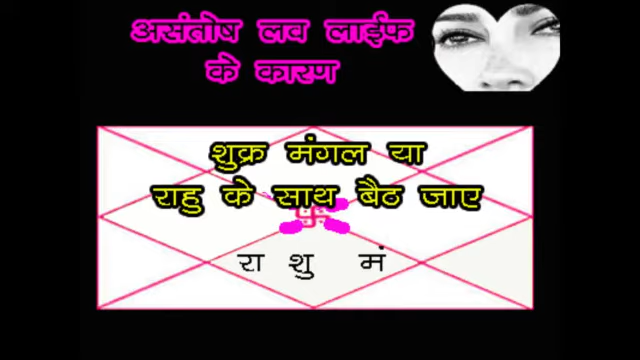 असंतोष लव लाईफ
के कारण
शुक्र मंगल या
राहु के साथ बैठ जाए
रा शु मं